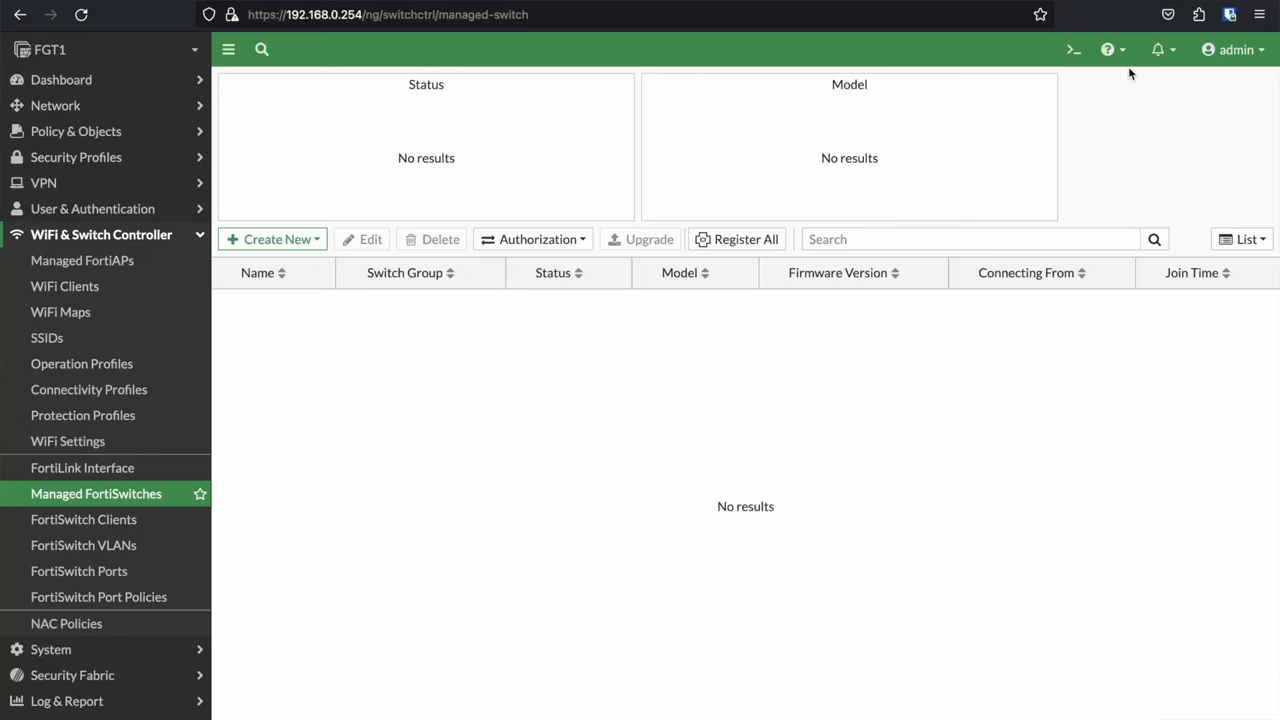 https://192.168.0.254/ng/switchctrl/managed-switch
FGT1
admin
Dashboard
Network
Policy & Objects
Security Profiles
VPN
User & Authentication
WiFi & Switch Controller
Managed FortiAPs
WiFi Clients
WiFi Maps
SSIDs
Operation Profiles
Connectivity Profiles
Protection Profiles
WiFi Settings
FortiLink Interface
Managed FortiSwitches
FortiSwitch Clients
FortiSwitch VLANs
FortiSwitch Ports
FortiSwitch Port Policies
NAC Policies
System
Security Fabric
Log & Report
Status
No results
Model
No results
Create New Edit Delete Authorization Upgrade Register All Search List
Name Switch Group Status Model Firmware Version Connecting From Join Time
No results